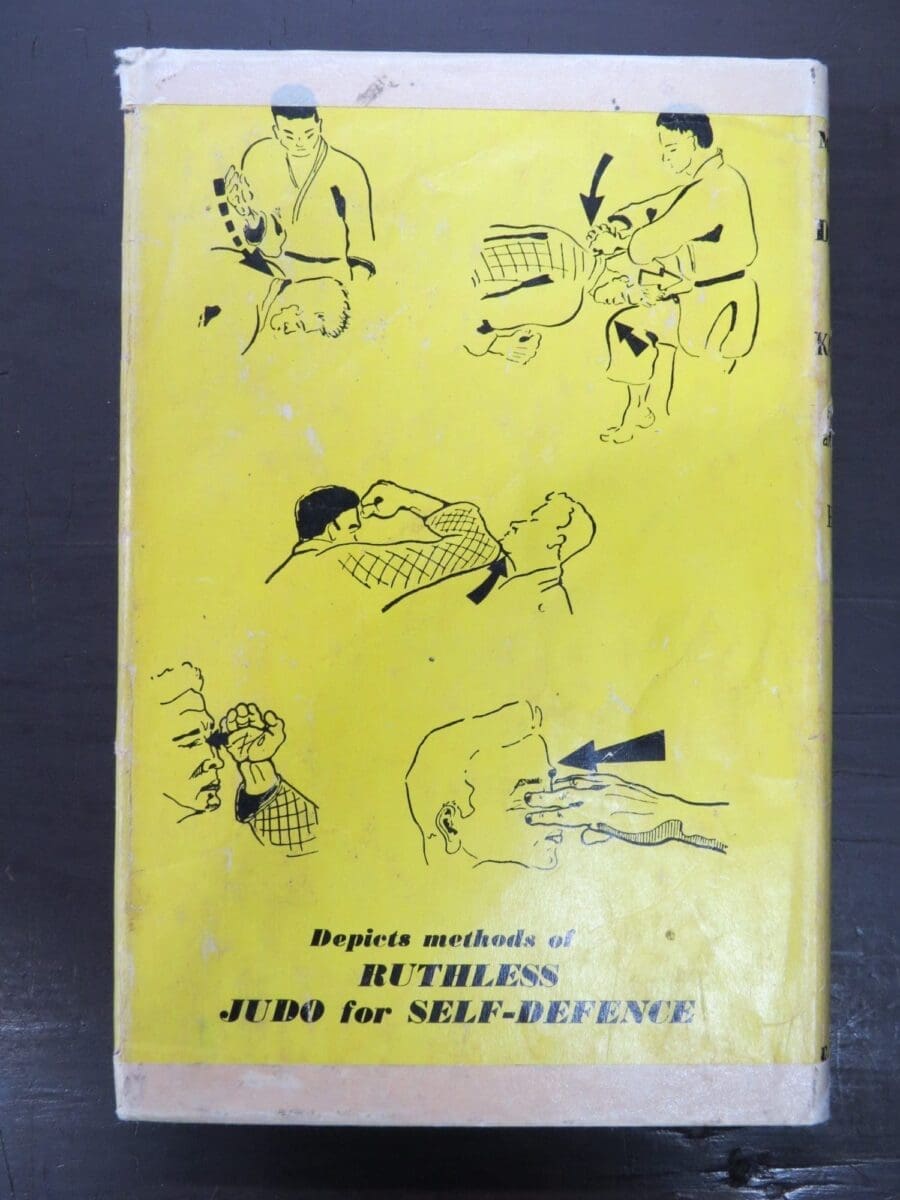 Depicts methods of
RUTHLESS
JUDO for SELF-DEFENCE